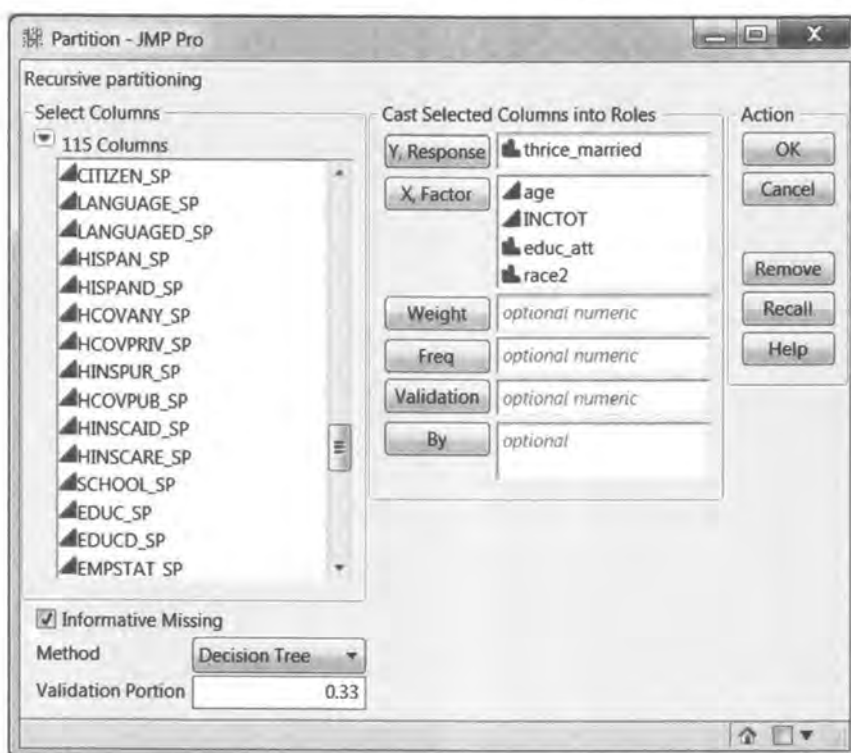 Partition - JMP Pro
Recursive partitioning
Select Columns
115 Columns
CITIZEN_SP
LANGUAGE_SP
LANGUAGED_SP
HISPAN_SP
HISPAND_SP
HCOVANY_SP
HCOVPRIV_SP
HINSPUR_SP
HCOVPUB_SP
HINSCAID_SP
HINSCARE_SP
SCHOOL_SP
EDUC_SP
EDUCD_SP
EMPSTAT_SP
Informative Missing
Method Decision Tree
Validation Portion 0.33
Cast Selected Columns into Roles
Y, Response thrice_married
X, Factor age
INCTOT
educ_att
race2
Weight optional numeric
Freq optional numeric
Validation optional numeric
By optional
Action
OK
Cancel
Remove
Recall
Help